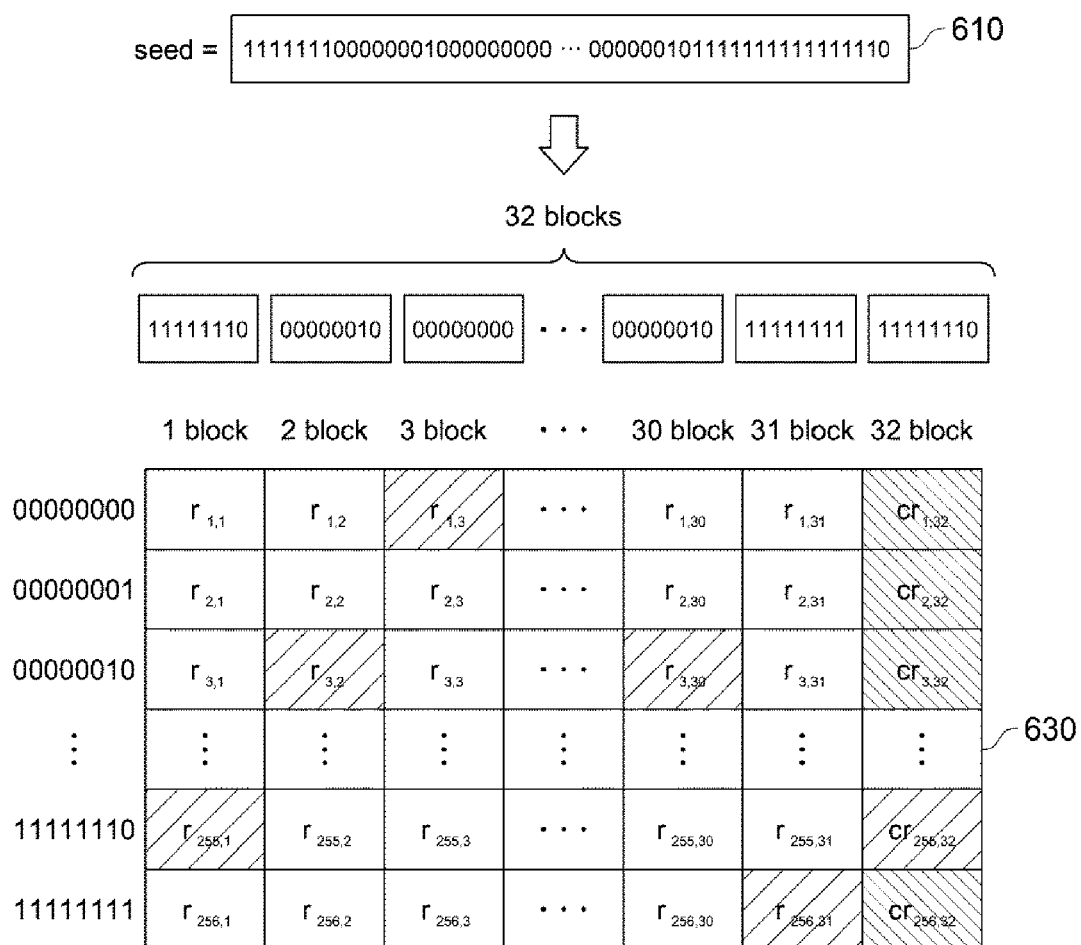 seed = 111111100000001000000000 ··· 000000101111111111111110 610
32 blocks
11111110 00000010 00000000 ··· 00000010 11111111 11111110
1 block 2 block 3 block ··· 30 block 31 block 32 block
00000000 r1,1 r1,2 r1,3 ··· r1,30 r1,31 cr1,32
00000001 r2,1 r2,2 r2,3 ··· r2,30 r2,31 cr2,32
00000010 r3,1 r3,2 r3,3 ··· r3,30 r3,31 cr3,32
⋮ ⋮ ⋮ ⋮ ⋮ ⋮ ⋮ ⋮ 630
11111110 r255,1 r255,2 r255,3 ··· r255,30 r255,31 cr255,32
11111111 r256,1 r256,2 r256,3 ··· r256,30 r256,31 cr256,32